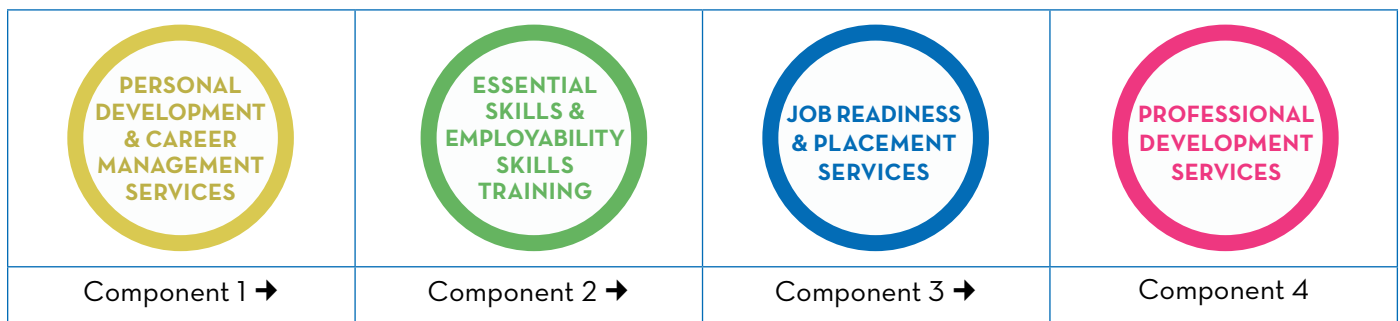 PERSONAL
DEVELOPMENT
& CAREER
MANAGEMENT
SERVICES
ESSENTIAL
SKILLS &
EMPLOYABILITY
SKILLS
TRAINING
JOB READINESS
& PLACEMENT
SERVICES
PROFESSIONAL
DEVELOPMENT
SERVICES
Component 1 →
Component 2 →
Component 3 →
Component 4